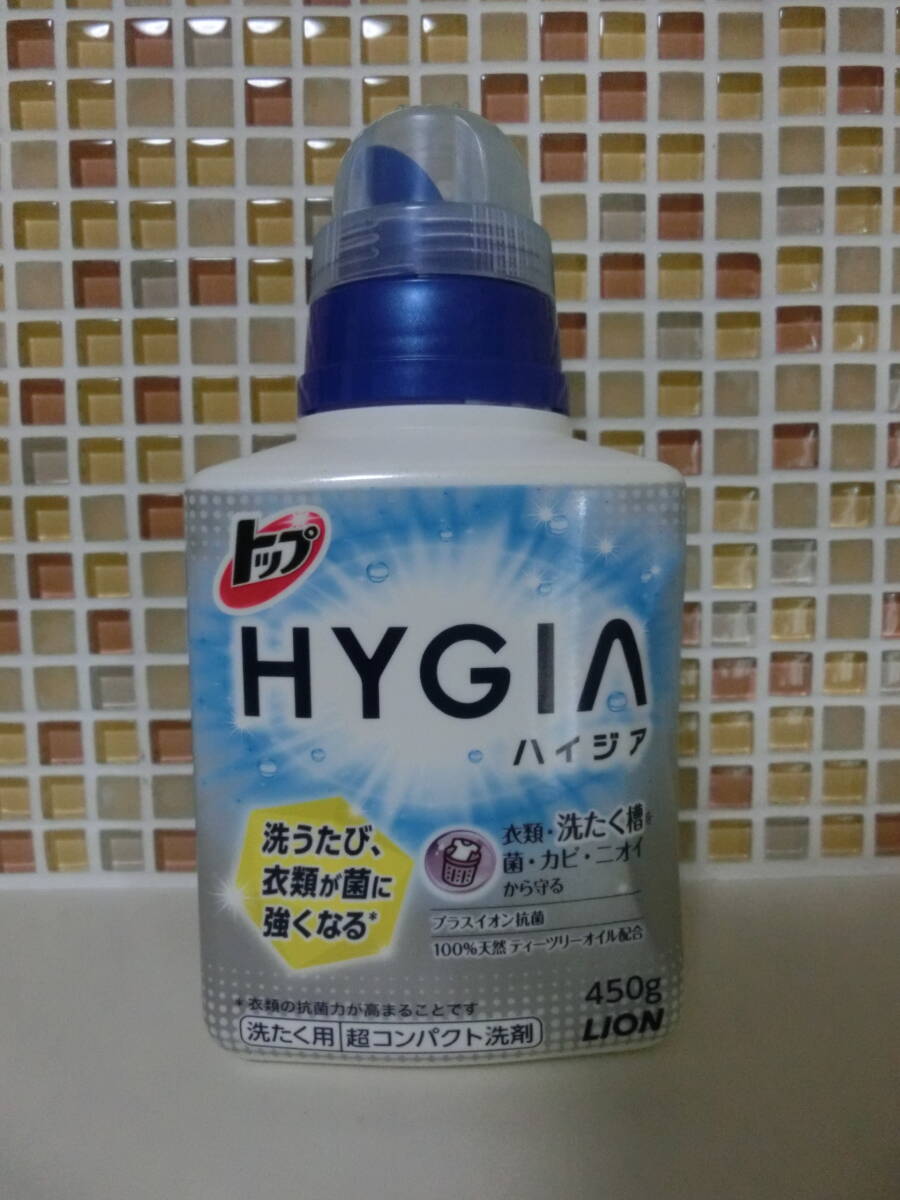 トップ
HYGIA
ハイジア
洗うたび、
衣類が菌に
強くなる*
衣類・洗たく槽を
菌・カビ・ニオイ
から守る
プラスイオン抗菌
100%天然 ティーツリーオイル配合
*衣類の抗菌力が高まることです
450g
洗たく用 超コンパクト洗剤
LION